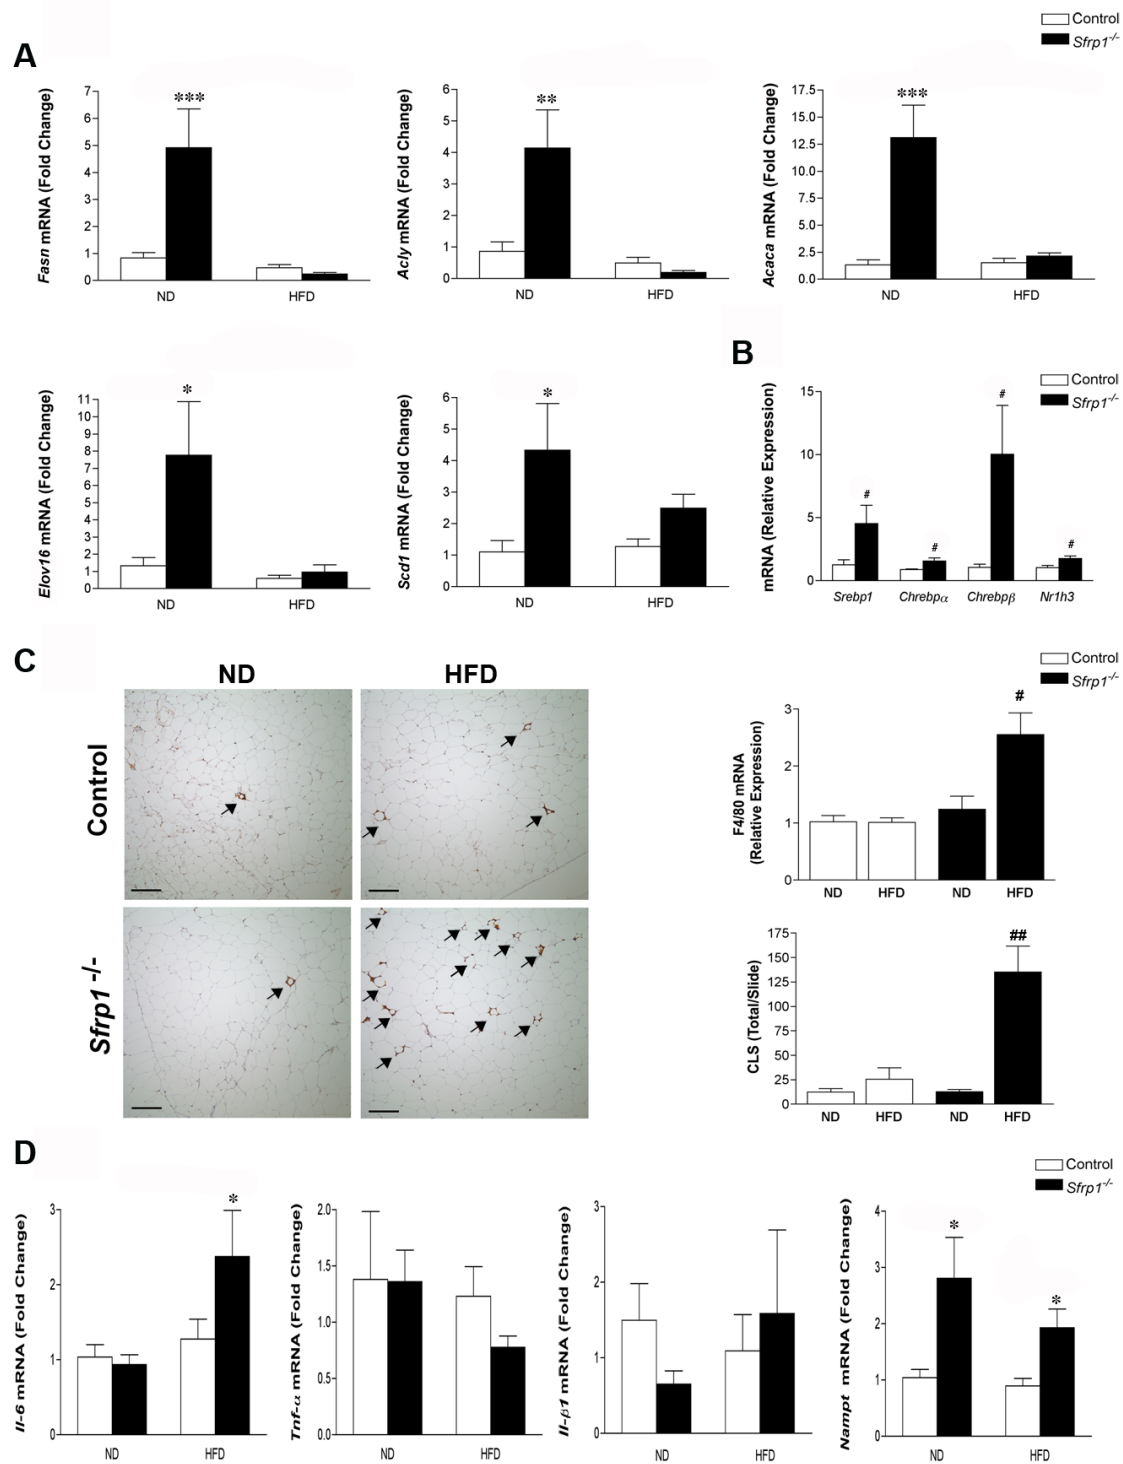 Control
Sfrp1-/-
A
Fasn mRNA (Fold Change)
7
6
5
4
3
2
1
0
***
ND
HFD
Acly mRNA (Fold Change)
6
5
4
3
2
1
0
**
ND
HFD
Acaca mRNA (Fold Change)
17.5
15.0
12.5
10.0
7.5
5.0
2.5
0.0
***
ND
HFD
Elov16 mRNA (Fold Change)
11
10
9
8
7
6
5
4
3
2
1
0
*
ND
HFD
Scd1 mRNA (Fold Change)
6
5
4
3
2
1
0
*
ND
HFD
B
Control
Sfrp1-/-
mRNA (Relative Expression)
15
10
5
0
#
#
#
#
Srebp1
Chrebpα
Chrebpβ
Nr1h3
C
ND
HFD
Control
Sfrp1 -/-
Control
Sfrp1-/-
F4/80 mRNA
(Relative Expression)
3
2
1
0
#
ND
HFD
ND
HFD
CLS (Total/Slide)
175
150
125
100
75
50
25
0
##
ND
HFD
ND
HFD
D
Control
Sfrp1-/-
Il-6 mRNA (Fold Change)
3
2
1
0
*
ND
HFD
Tnf-α mRNA (Fold Change)
2.0
1.5
1.0
0.5
0.0
ND
HFD
Il-β1 mRNA (Fold Change)
3
2
1
0
ND
HFD
Nampt mRNA (Fold Change)
4
3
2
1
0
*
*
ND
HFD